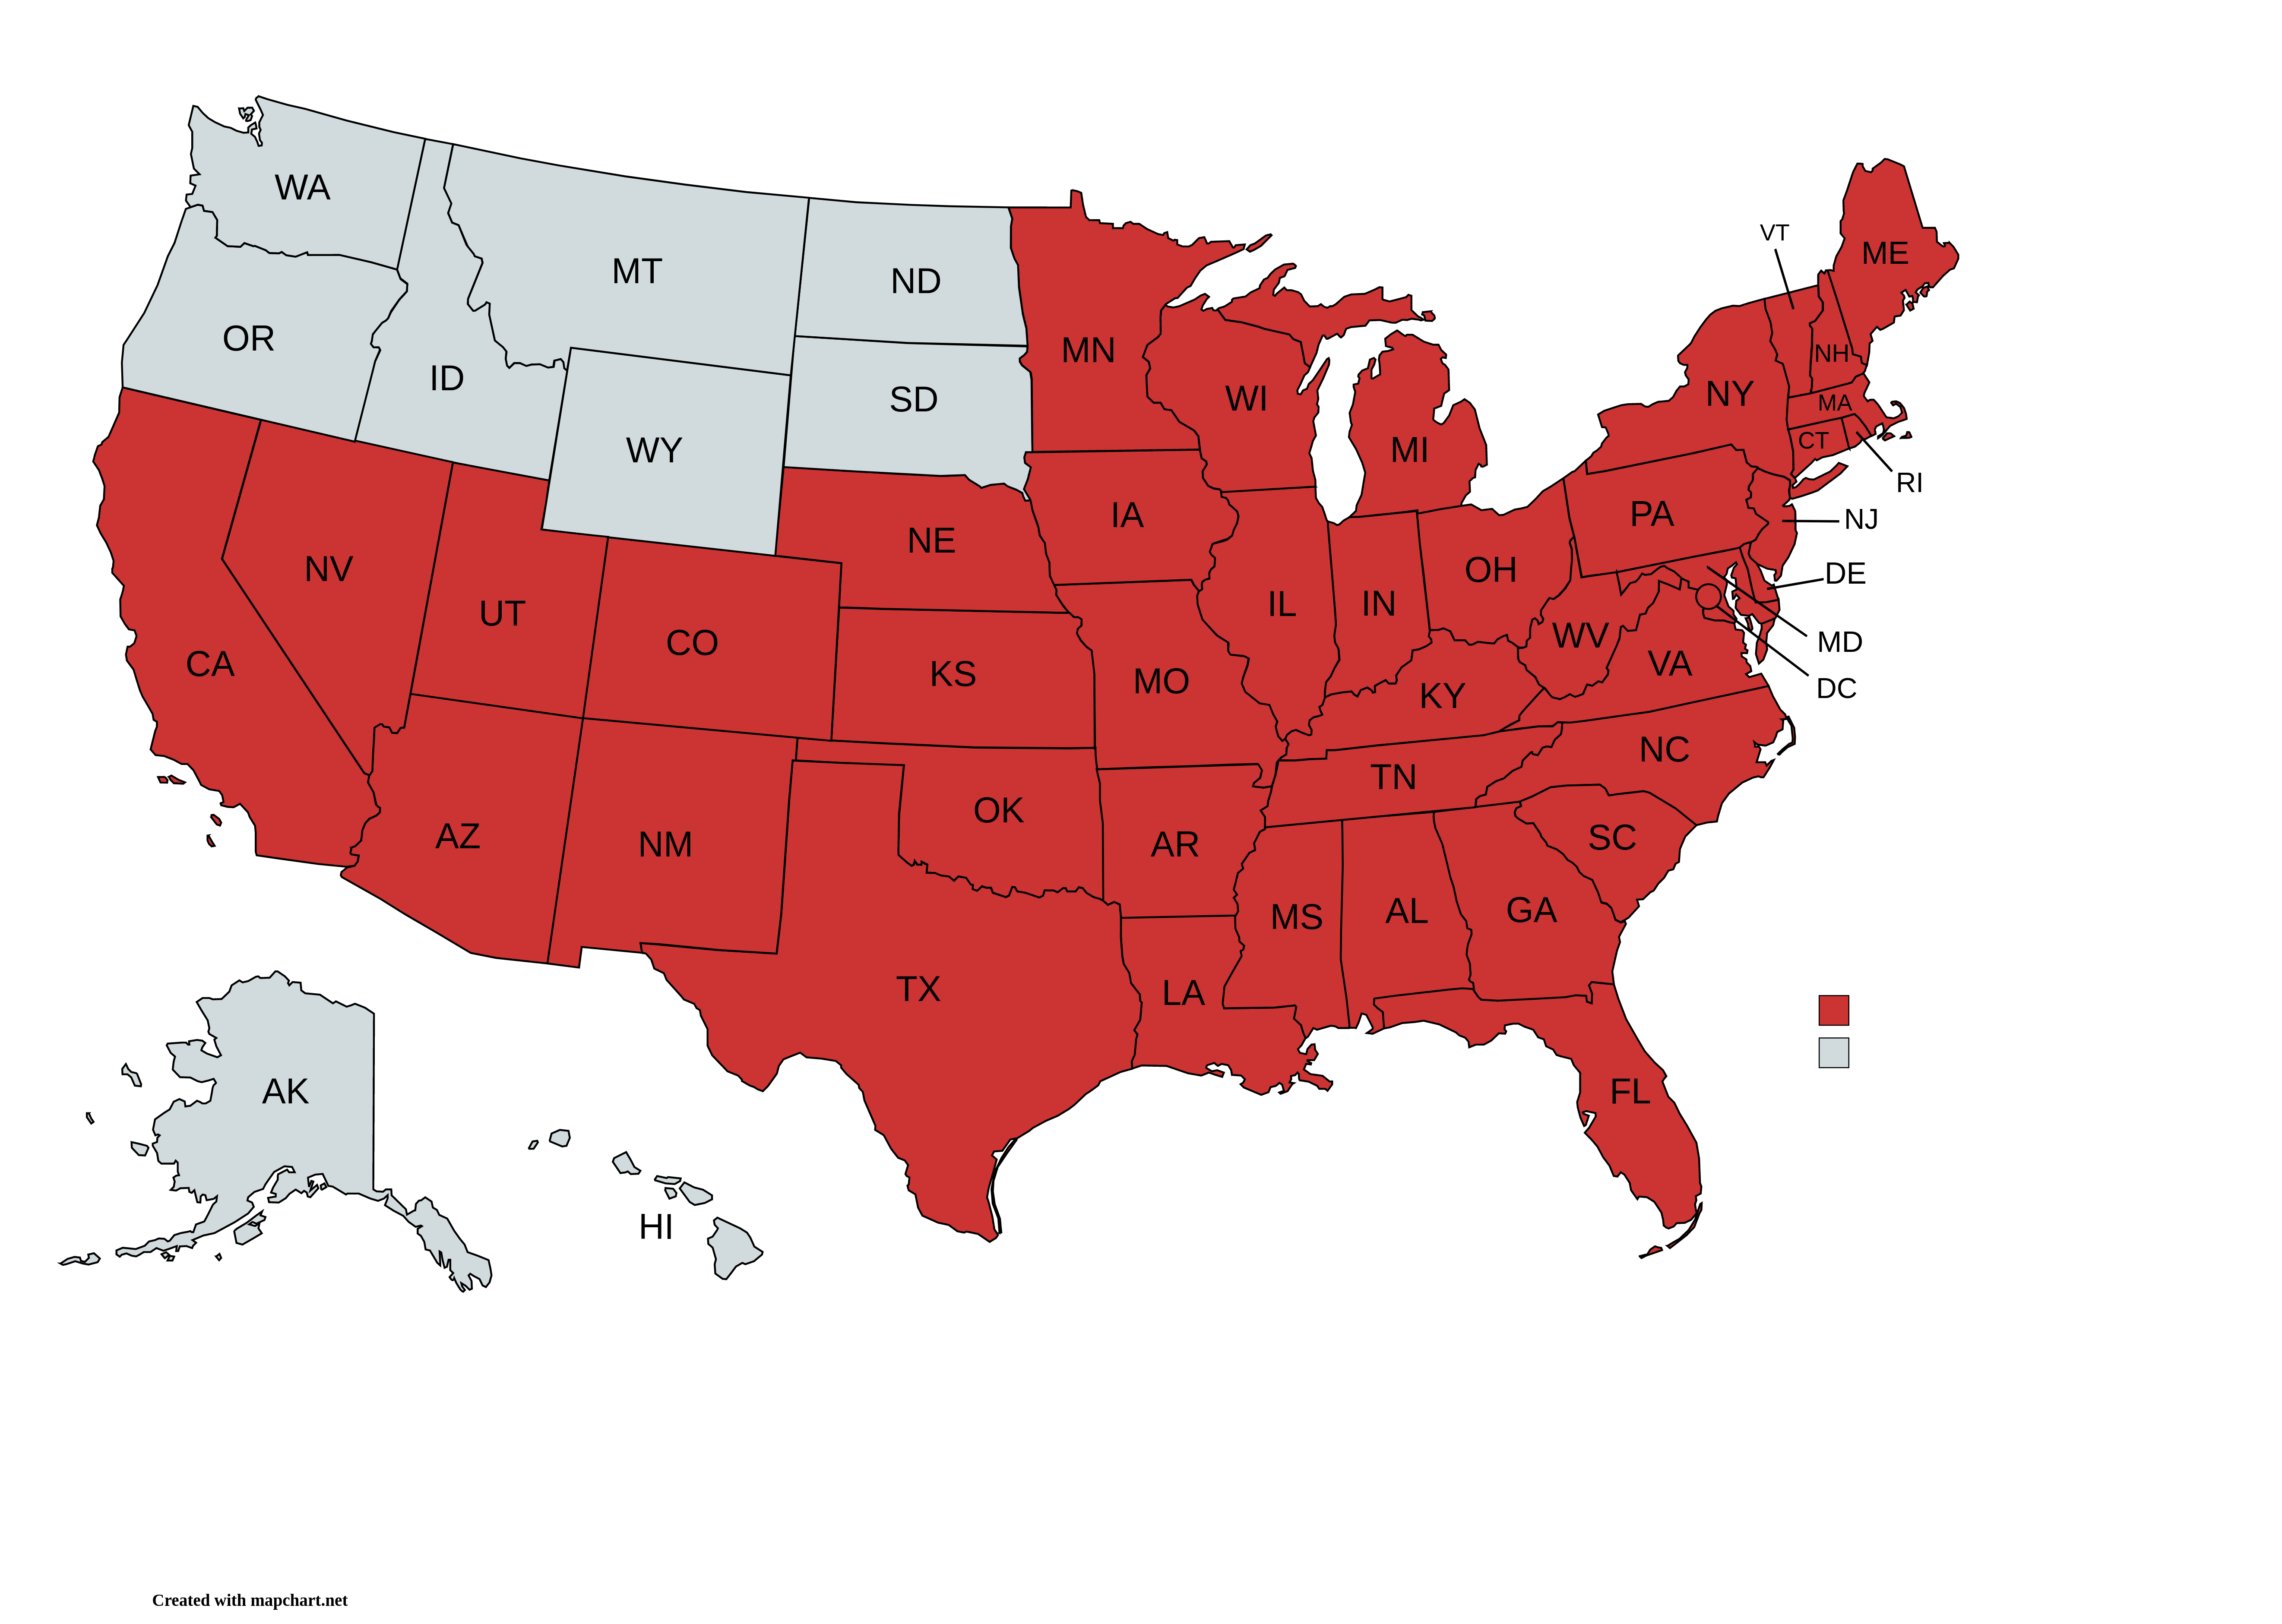 WA
MT
ND
VT
ME
OR
ID
MN
SD
WI
NH
NY
MA
WY
MI
CT
RI
IA
PA
NJ
NE
NV
OH
DE
UT
IL
IN
CO
WV
MD
CA
KS
MO
KY
VA
DC
NC
TN
OK
AZ
NM
AR
SC
MS
AL
GA
TX
LA
AK
FL
HI
Created with mapchart.net